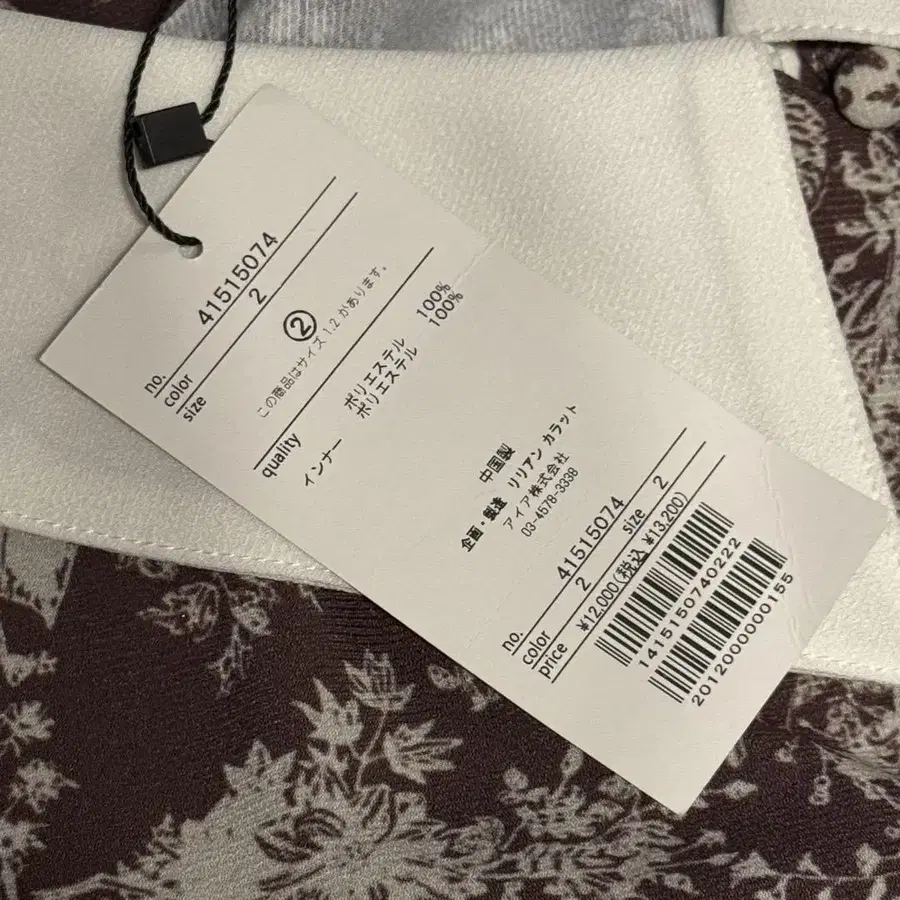 no. 41515074
color 2
size ②
この商品はサイズ 1.2 があります。
quality ポリエステル 100%
インナー ポリエステル 100%
中国製
企画・製造 リリアン カラット
アイア株式会社
03-4578-3338
no. 41515074
color 2 size 2
price ¥12,000(税込 ¥13,200)
1415150740222
2012000000155